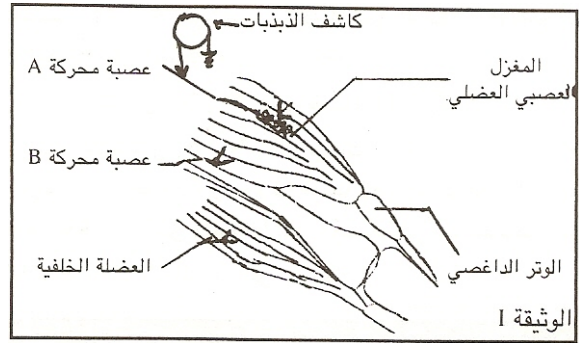 كاشف الذبذبات
عصبة محركة A
المغزل
العصبي العضلي
عصبة محركة B
العضلة الخلفية
الوتر الداغصي
الوثيقة I